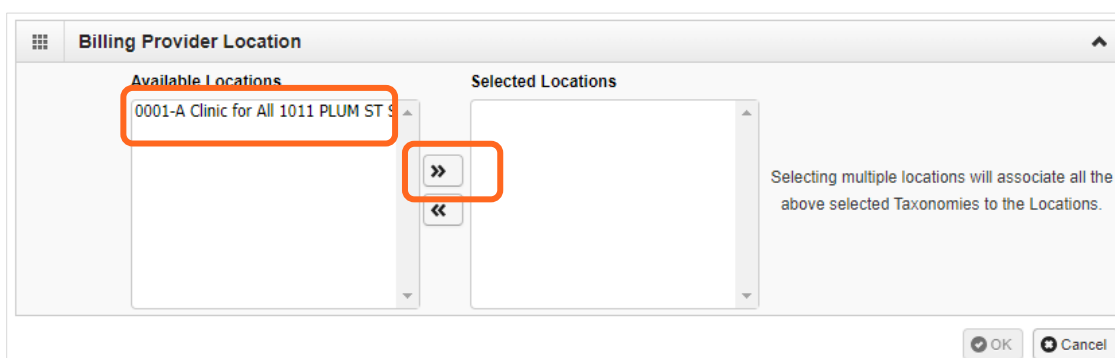 Billing Provider Location
Available Locations
Selected Locations
0001-A Clinic for All 1011 PLUM ST S
»
«
Selecting multiple locations will associate all the
above selected Taxonomies to the Locations.
OK
Cancel